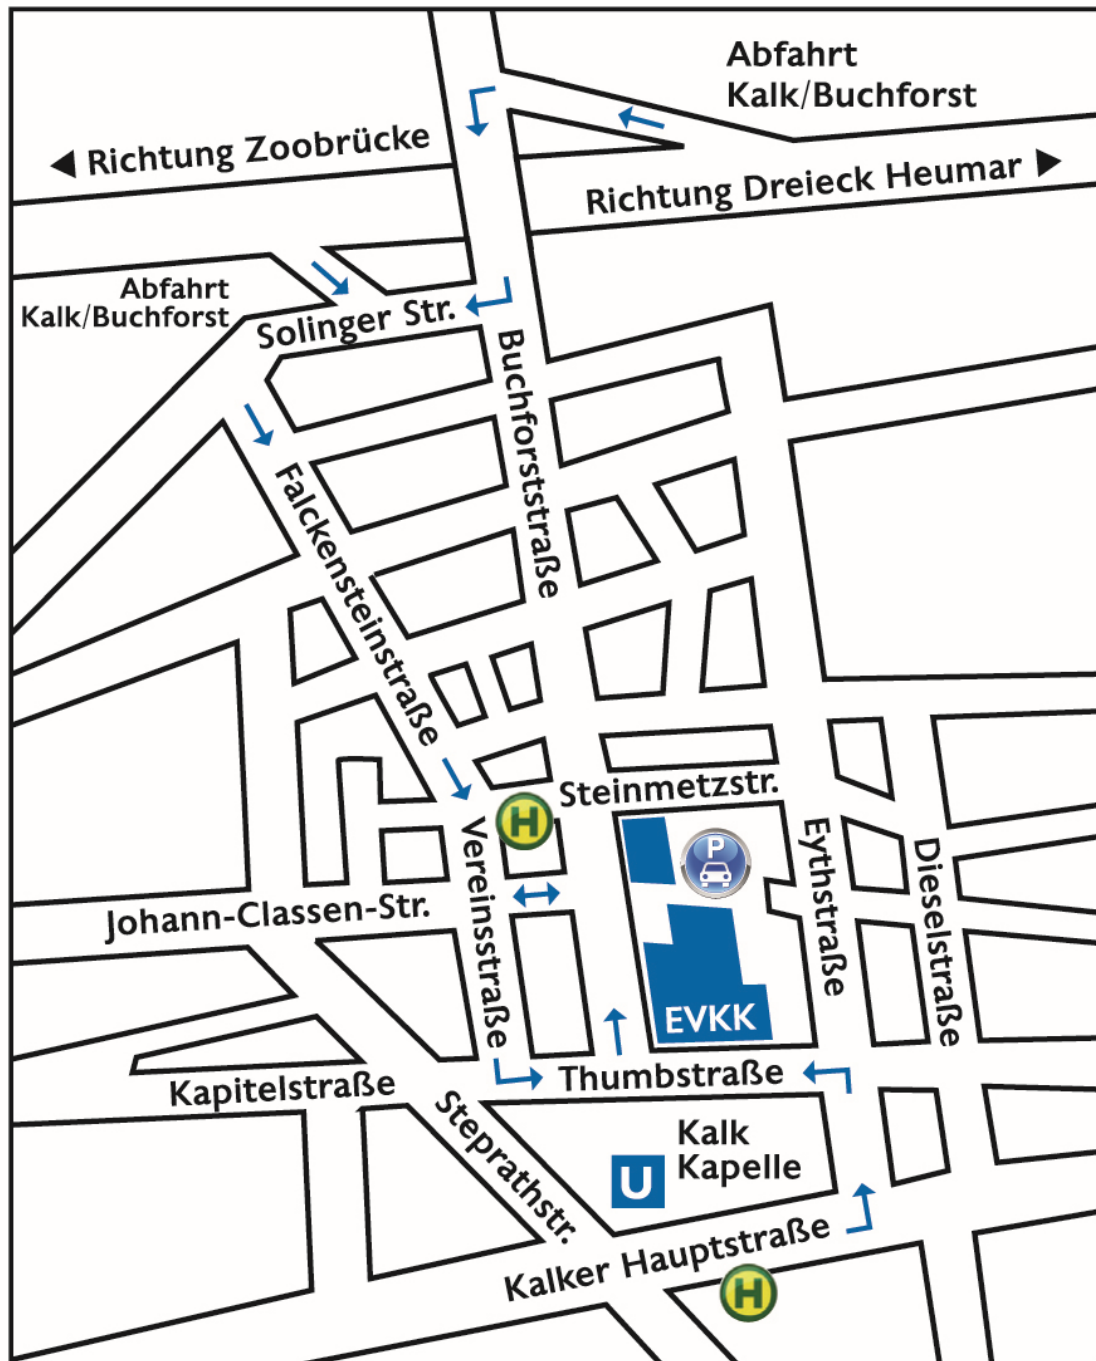 Abfahrt
Kalk/Buchforst
Richtung Zoobrücke
Richtung Dreieck Heumar
Abfahrt
Kalk/Buchforst
Solinger Str.
Buchforststraße
Falckensteinstraße
Steinmetzstr.
H
P
Vereinsstraße
Eythstraße
Dieselstraße
Johann-Classen-Str.
EVKK
Thumbstraße
Kapitelstraße
Steprathstr.
Kalk
Kapelle
U
Kalker Hauptstraße
H